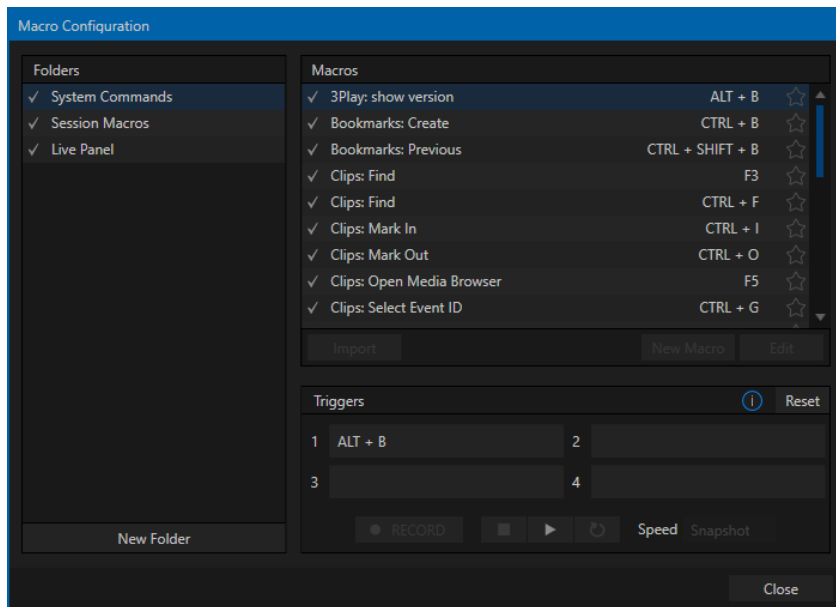 Macro Configuration
Folders
✓ System Commands
✓ Session Macros
✓ Live Panel
New Folder
Macros
✓ 3Play: show version ALT + B
✓ Bookmarks: Create CTRL + B
✓ Bookmarks: Previous CTRL + SHIFT + B
✓ Clips: Find F3
✓ Clips: Find CTRL + F
✓ Clips: Mark In CTRL + I
✓ Clips: Mark Out CTRL + O
✓ Clips: Open Media Browser F5
✓ Clips: Select Event ID CTRL + G
Import New Macro Edit
Triggers i Reset
1 ALT + B 2
3 4
RECORD Speed Snapshot
Close